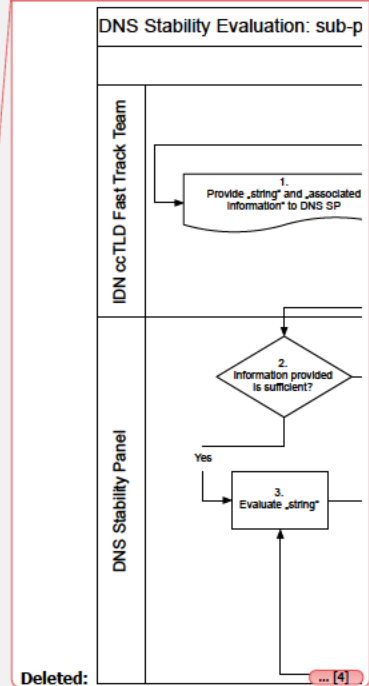 DNS Stability Evaluation: sub-p
IDN ccTLD Fast Track Team
1.
Provide „string“ and „associated
information“ to DNS SP
DNS Stability Panel
2.
Information provided
is sufficient?
Yes
3.
Evaluate „string“
Deleted:
... [4]